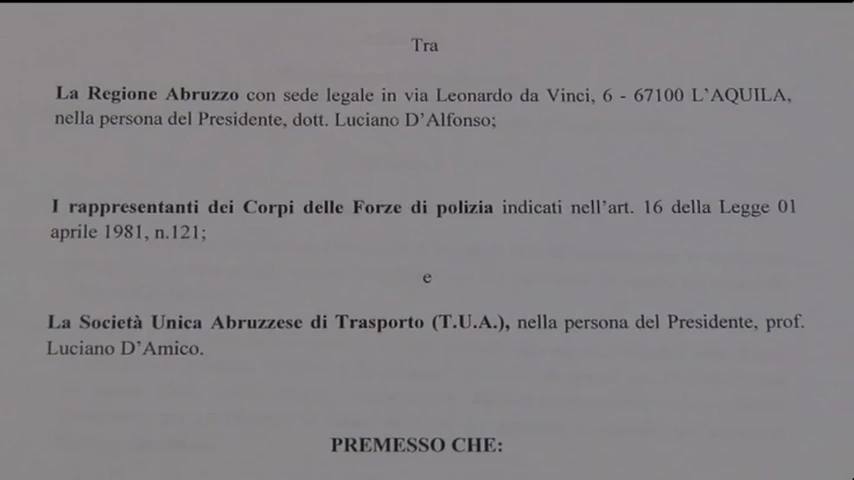 Tra
La Regione Abruzzo con sede legale in via Leonardo da Vinci, 6 - 67100 L'AQUILA,
nella persona del Presidente, dott. Luciano D'Alfonso;
I rappresentanti dei Corpi delle Forze di polizia indicati nell'art. 16 della Legge 01
aprile 1981, n.121;
e
La Società Unica Abruzzese di Trasporto (T.U.A.), nella persona del Presidente, prof.
Luciano D'Amico.
PREMESSO CHE: